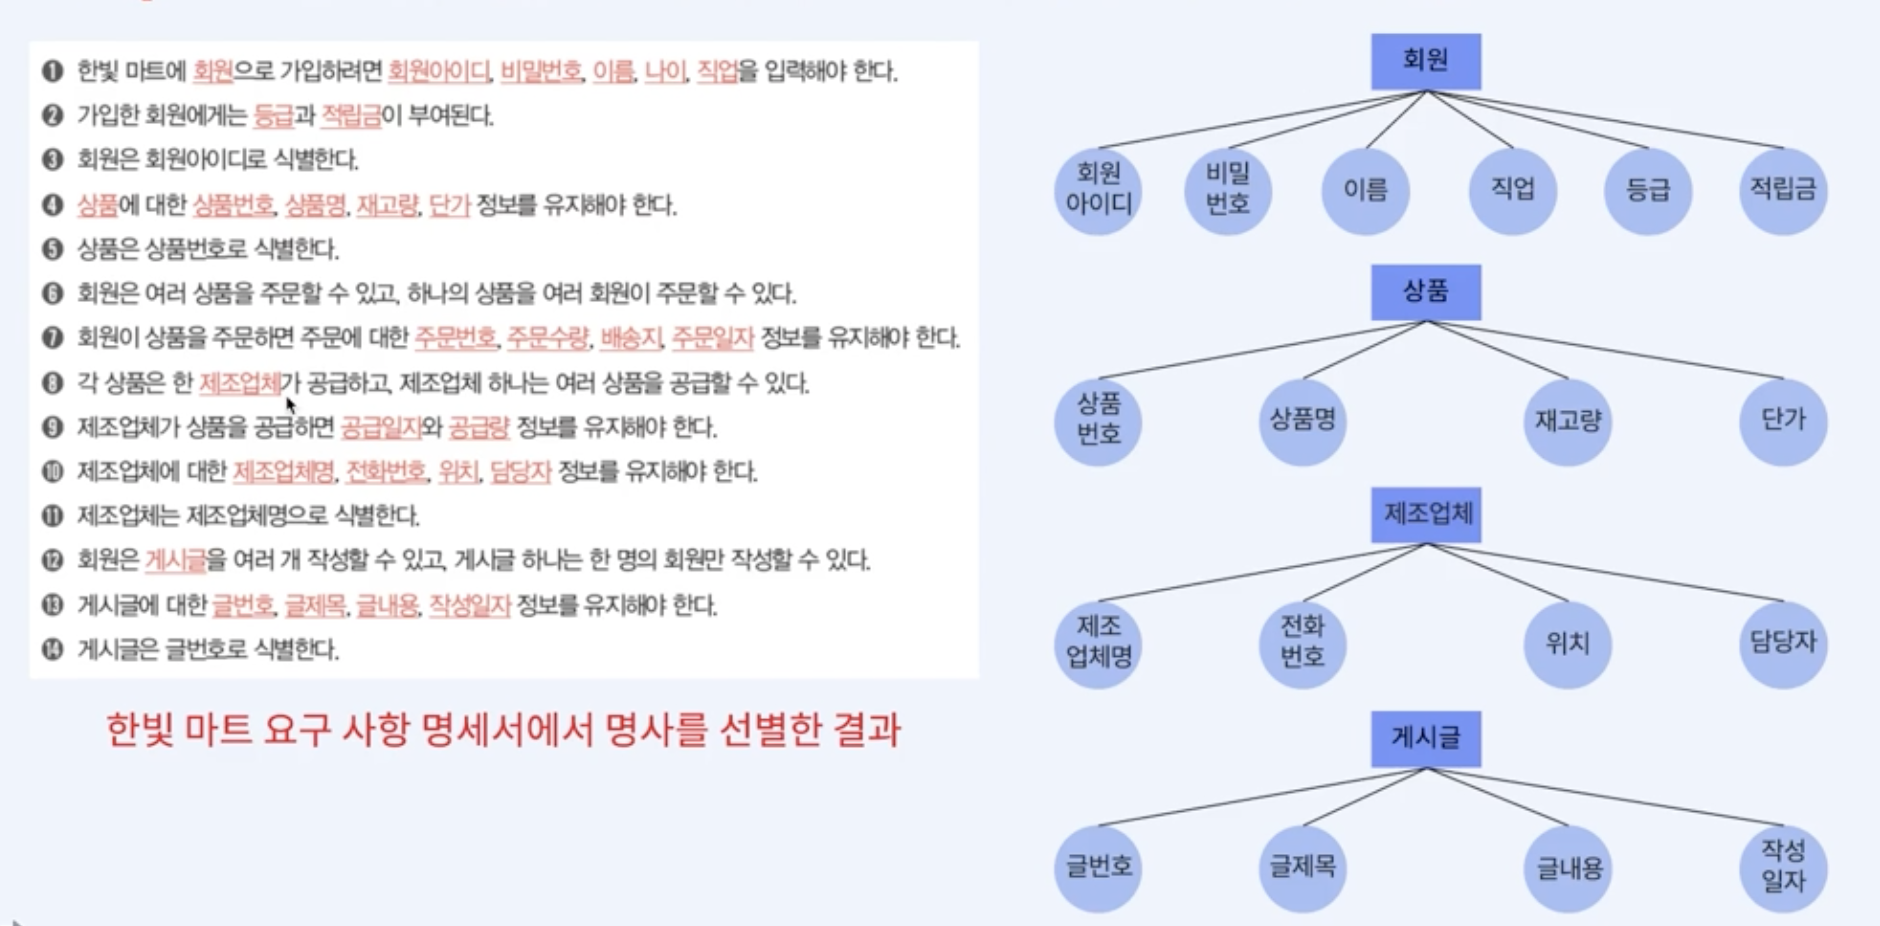 ❶ 한빛 마트에 회원으로 가입하려면 회원아이디, 비밀번호, 이름, 나이, 직업을 입력해야 한다.
❷ 가입한 회원에게는 등급과 적립금이 부여된다.
❸ 회원은 회원아이디로 식별한다.
❹ 상품에 대한 상품번호, 상품명, 재고량, 단가 정보를 유지해야 한다.
❺ 상품은 상품번호로 식별한다.
❻ 회원은 여러 상품을 주문할 수 있고, 하나의 상품을 여러 회원이 주문할 수 있다.
❼ 회원이 상품을 주문하면 주문에 대한 주문번호, 주문수량, 배송지, 주문일자 정보를 유지해야 한다.
❽ 각 상품은 한 제조업체가 공급하고, 제조업체 하나는 여러 상품을 공급할 수 있다.
❾ 제조업체가 상품을 공급하면 공급일자와 공급량 정보를 유지해야 한다.
❿ 제조업체에 대한 제조업체명, 전화번호, 위치, 담당자 정보를 유지해야 한다.
⓫ 제조업체는 제조업체명으로 식별한다.
⓬ 회원은 게시글을 여러 개 작성할 수 있고, 게시글 하나는 한 명의 회원만 작성할 수 있다.
⓭ 게시글에 대한 글번호, 글제목, 글내용, 작성일자 정보를 유지해야 한다.
⓮ 게시글은 글번호로 식별한다.
한빛 마트 요구 사항 명세서에서 명사를 선별한 결과
회원
회원
아이디
비밀
번호
이름
직업
등급
적립금
상품
상품
번호
상품명
재고량
단가
제조업체
제조
업체명
전화
번호
위치
담당자
게시글
글번호
글제목
글내용
작성
일자